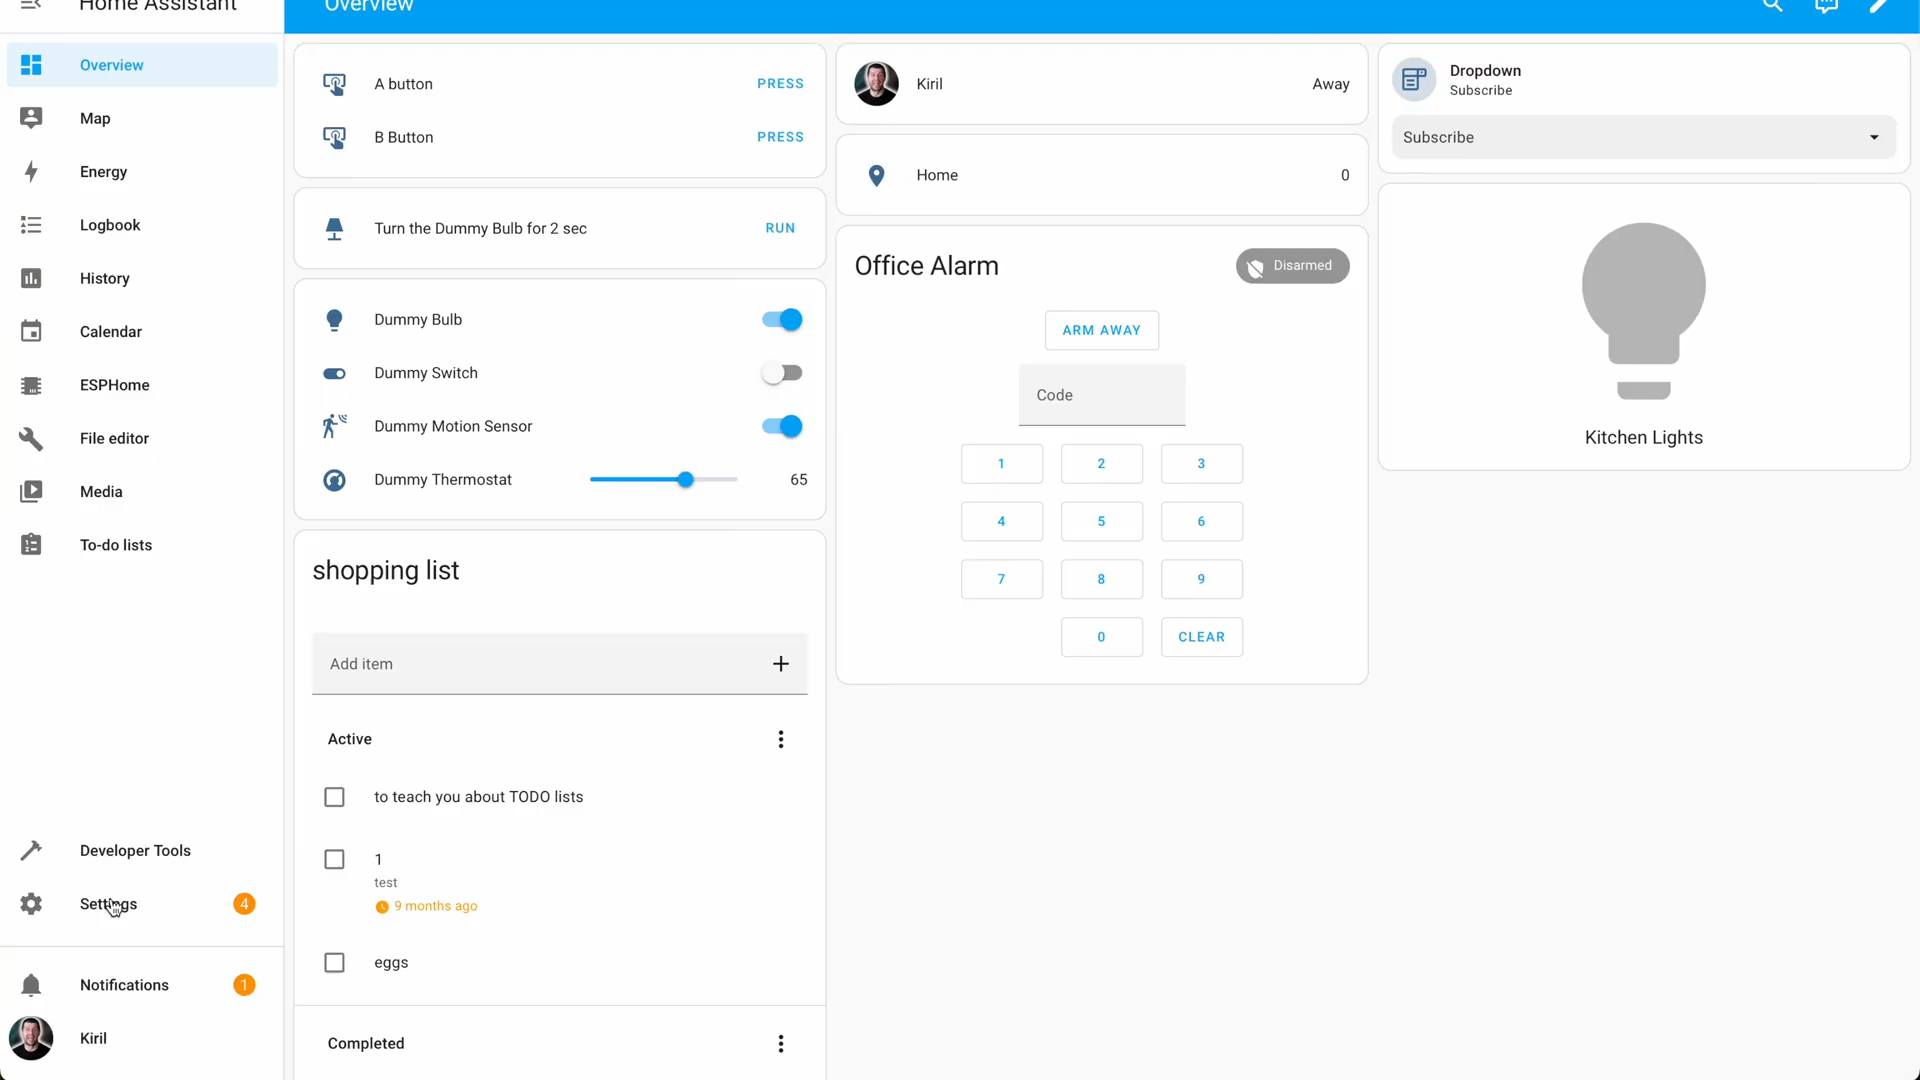 Home Assistant
Overview
Overview
Map
Energy
Logbook
History
Calendar
ESPHome
File editor
Media
To-do lists
Developer Tools
Settings
4
Notifications
1
Kiril
A button
PRESS
B Button
PRESS
Turn the Dummy Bulb for 2 sec
RUN
Dummy Bulb
Dummy Switch
Dummy Motion Sensor
Dummy Thermostat
65
shopping list
Add item
Active
to teach you about TODO lists
1
test
9 months ago
eggs
Completed
Kiril
Away
Home
0
Office Alarm
Disarmed
ARM AWAY
Code
1
2
3
4
5
6
7
8
9
0
CLEAR
Dropdown
Subscribe
Subscribe
Kitchen Lights